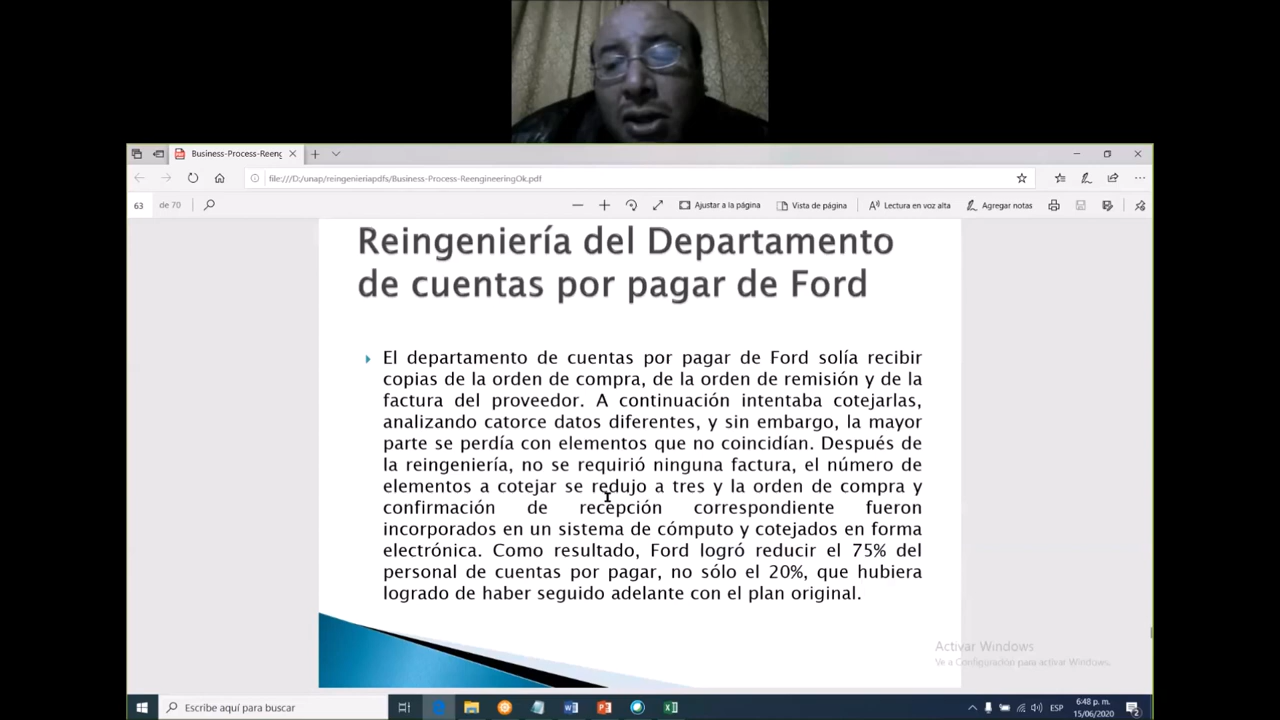 Business-Process-Reeng
file:///D:/unap/reingenieriapdfs/Business-Process-ReengineeringOk.pdf
63 de 70
Ajustar a la página
Vista de página
Lectura en voz alta
Agregar notas
Reingeniería del Departamento
de cuentas por pagar de Ford
El departamento de cuentas por pagar de Ford solía recibir
copias de la orden de compra, de la orden de remisión y de la
factura del proveedor. A continuación intentaba cotejarlas,
analizando catorce datos diferentes, y sin embargo, la mayor
parte se perdía con elementos que no coincidían. Después de
la reingeniería, no se requirió ninguna factura, el número de
elementos a cotejar se redujo a tres y la orden de compra y
confirmación de recepción correspondiente fueron
incorporados en un sistema de cómputo y cotejados en forma
electrónica. Como resultado, Ford logró reducir el 75% del
personal de cuentas por pagar, no sólo el 20%, que hubiera
logrado de haber seguido adelante con el plan original.
Activar Windows
Ve a Configuración para activar Windows.
Escribe aquí para buscar
ESP
6:48 p. m.
15/06/2020
2